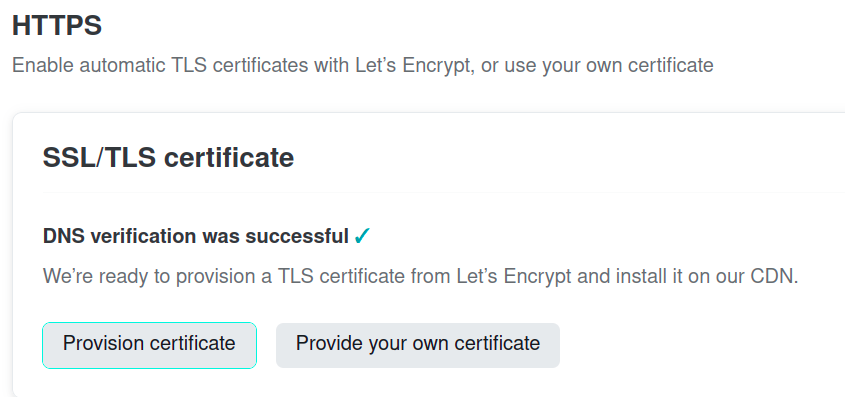 HTTPS
Enable automatic TLS certificates with Let’s Encrypt, or use your own certificate
SSL/TLS certificate
DNS verification was successful ✓
We’re ready to provision a TLS certificate from Let’s Encrypt and install it on our CDN.
Provision certificate
Provide your own certificate